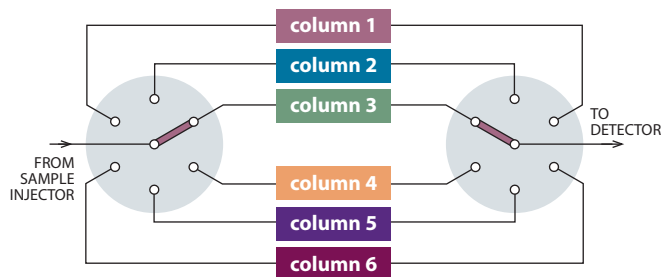 column 1
column 2
column 3
TO
DETECTOR
FROM
SAMPLE
INJECTOR
column 4
column 5
column 6